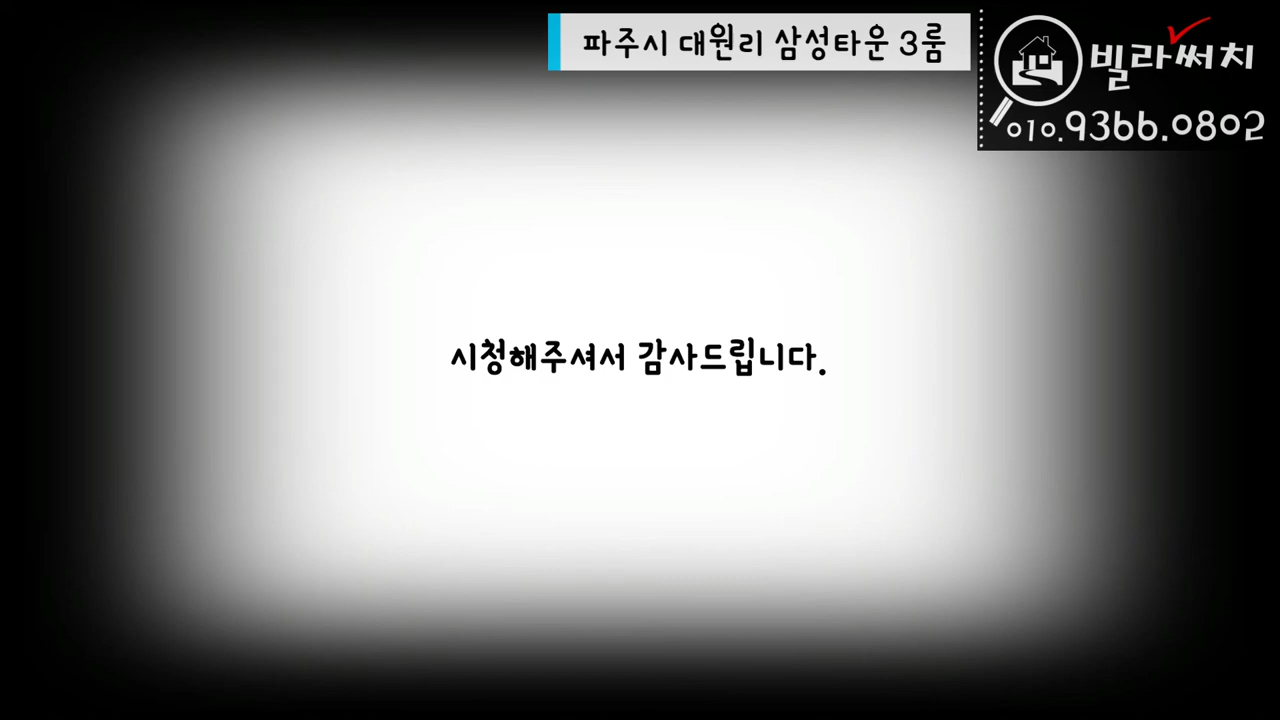 파주시 대원리 삼성타운 3룸
빌라써치
010.9366.0802
시청해주셔서 감사드립니다.